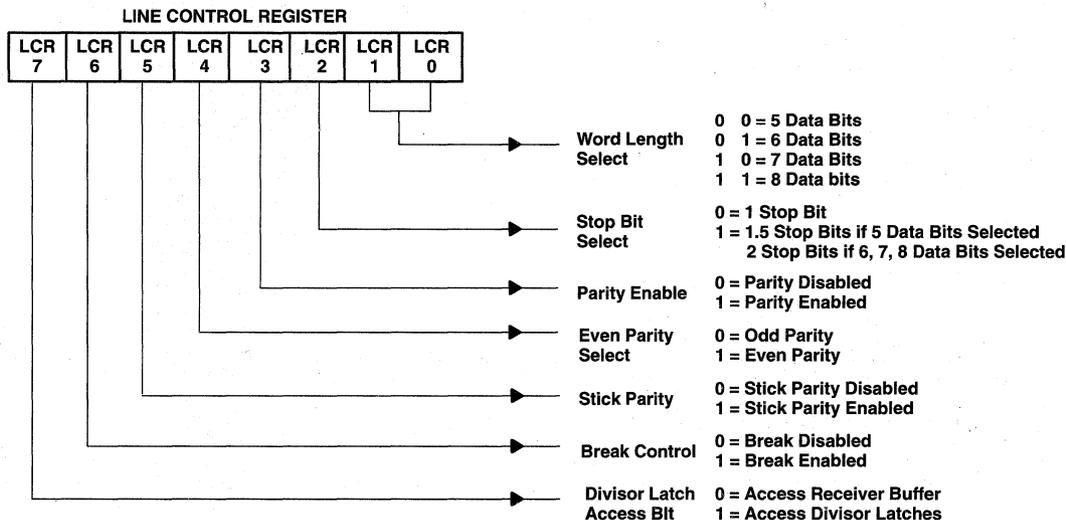 LINE CONTROL REGISTER
LCR LCR LCR LCR LCR LCR LCR LCR
7 6 5 4 3 2 1 0
Word Length
Select
0 0 = 5 Data Bits
0 1 = 6 Data Bits
1 0 = 7 Data Bits
1 1 = 8 Data bits
Stop Bit
Select
0 = 1 Stop Bit
1 = 1.5 Stop Bits if 5 Data Bits Selected
2 Stop Bits if 6, 7, 8 Data Bits Selected
Parity Enable
0 = Parity Disabled
1 = Parity Enabled
Even Parity
Select
0 = Odd Parity
1 = Even Parity
Stick Parity
0 = Stick Parity Disabled
1 = Stick Parity Enabled
Break Control
0 = Break Disabled
1 = Break Enabled
Divisor Latch
Access BIt
0 = Access Receiver Buffer
1 = Access Divisor Latches